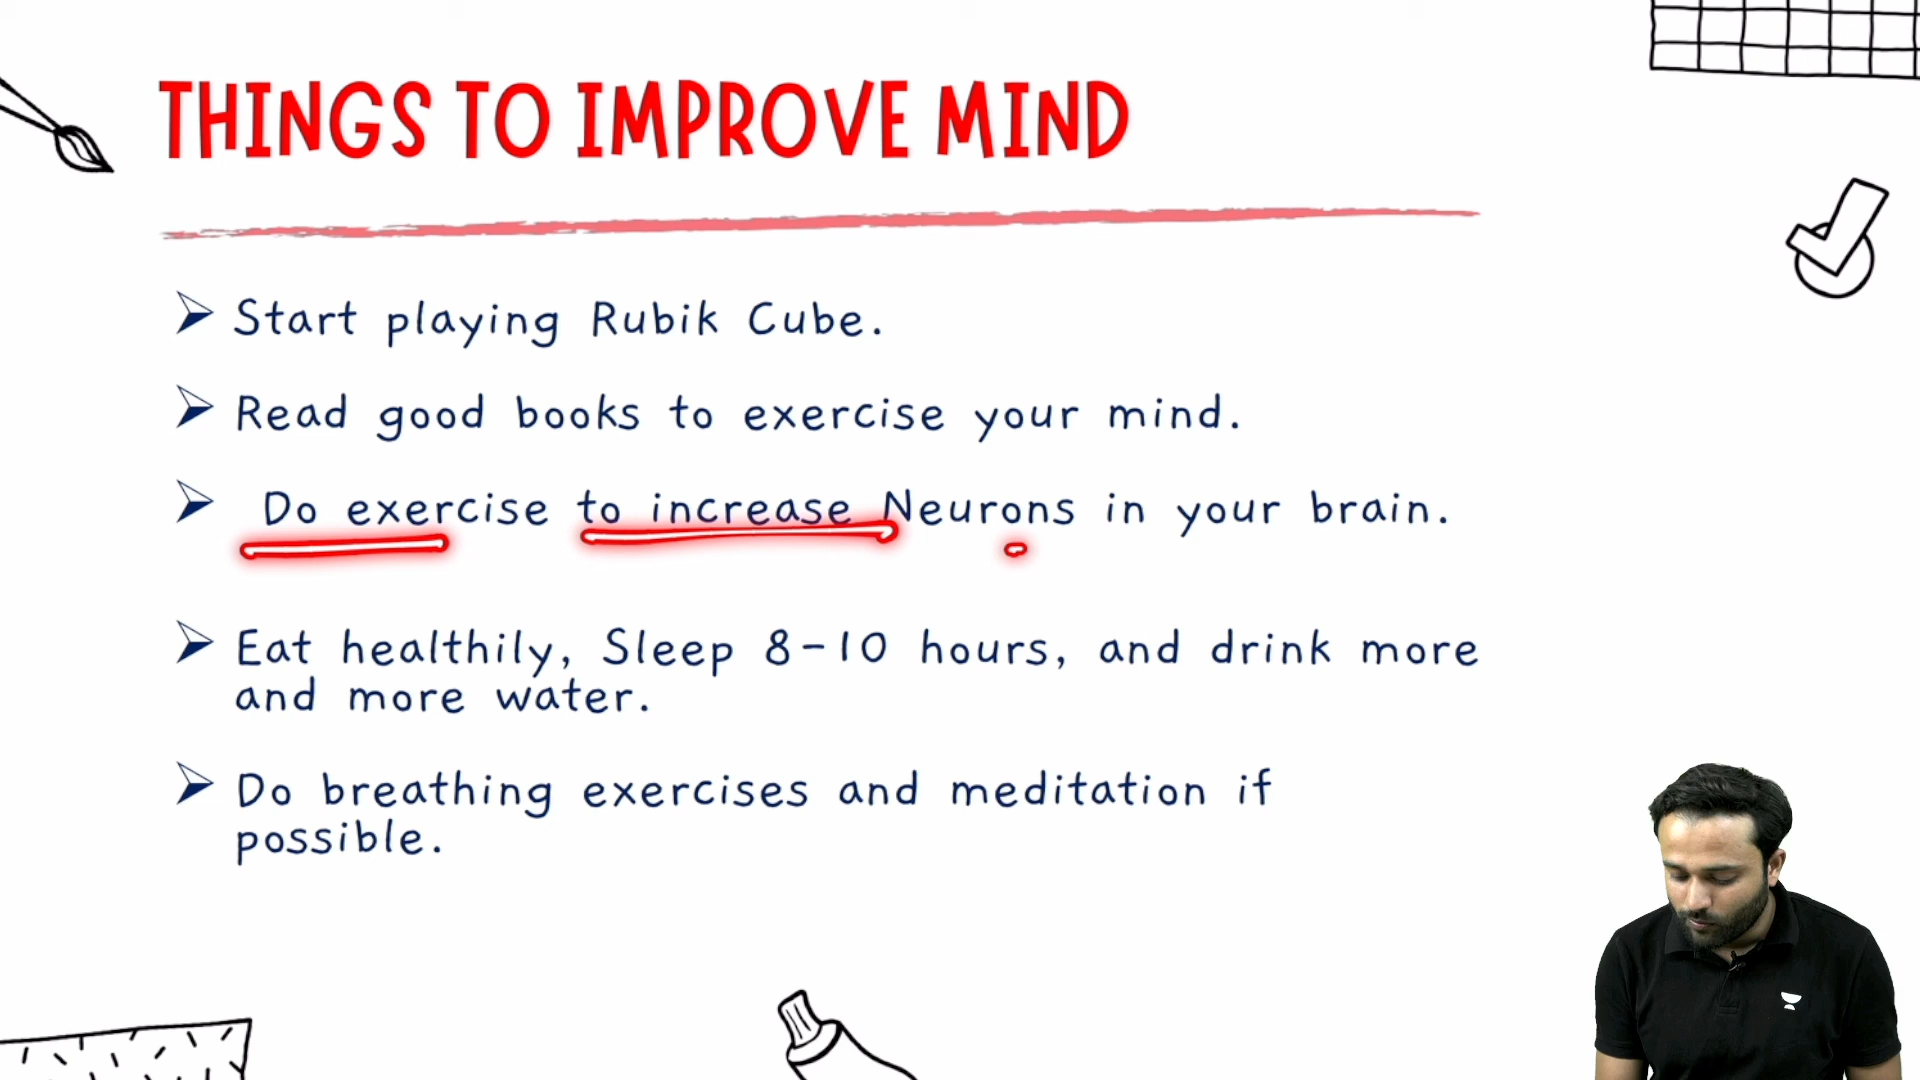 THINGS TO IMPROVE MIND
Start playing Rubik Cube.
Read good books to exercise your mind.
Do exercise to increase Neurons in your brain.
Eat healthily, Sleep 8-10 hours, and drink more
and more water.
Do breathing exercises and meditation if
possible.